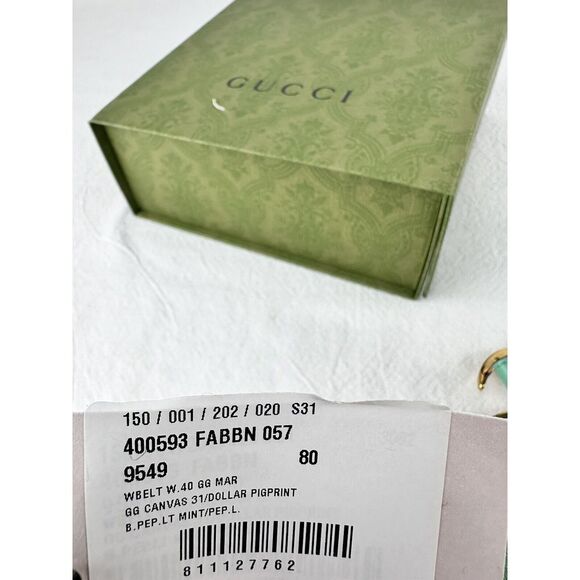 GUCCI
150 / 001 / 202 / 020 S31
400593 FABBN 057
9549 80
WBELT W.40 GG MAR
GG CANVAS 31/DOLLAR PIGPRINT
B.PEP.LT MINT/PEP.L.
811127762